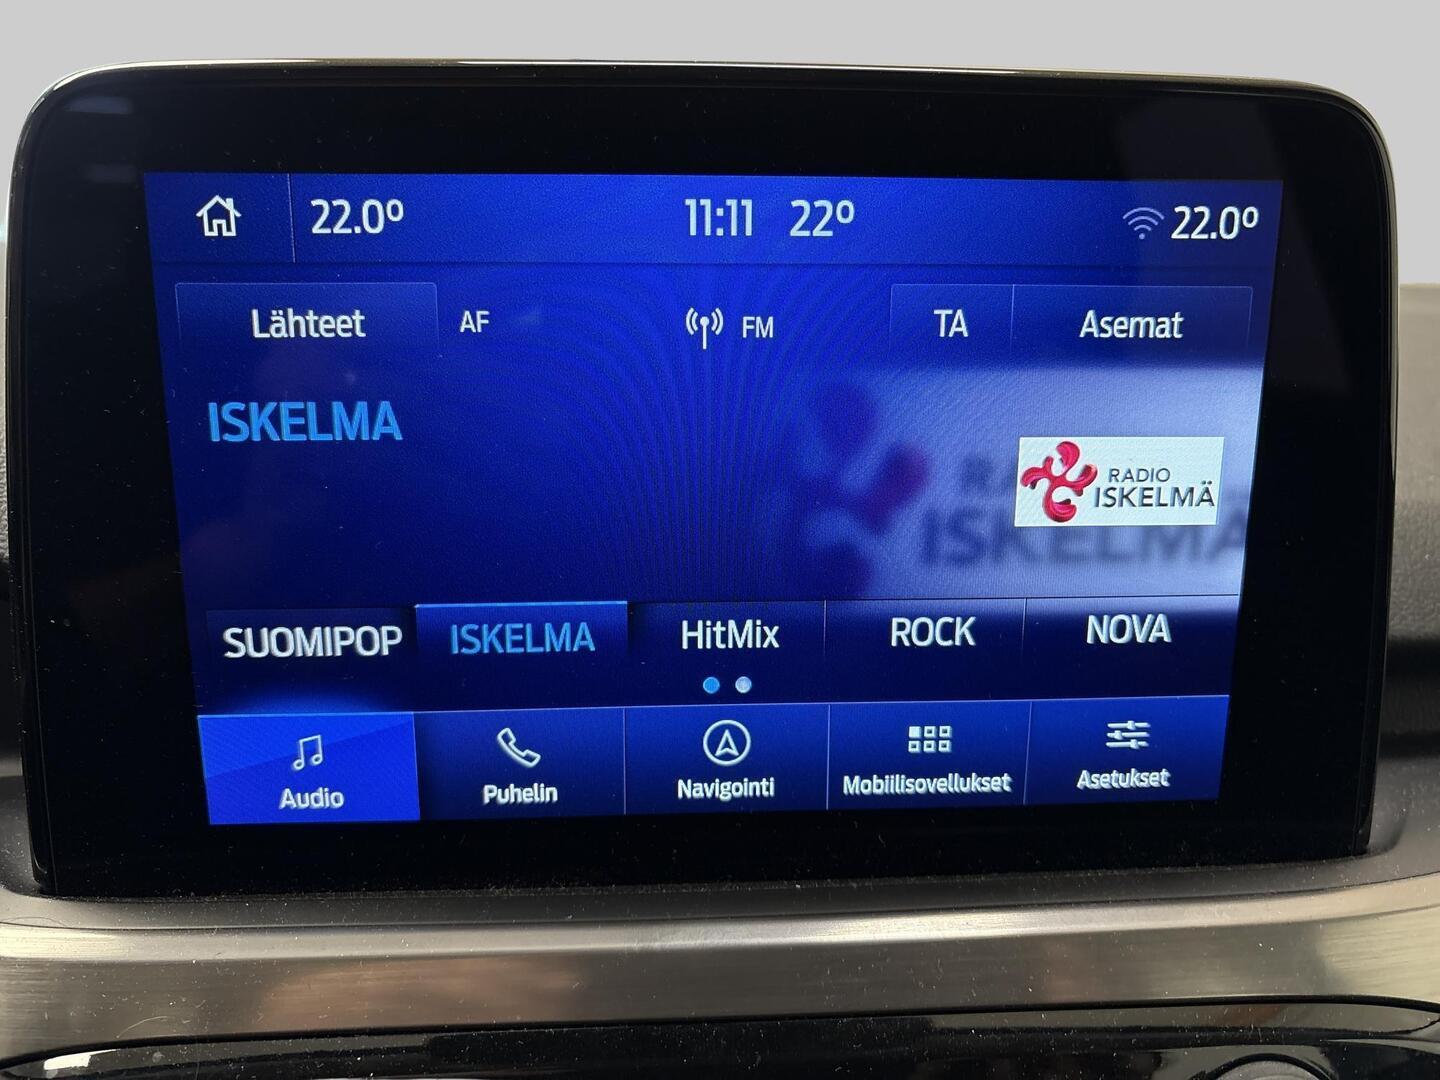 22.0º 11:11 22º 22.0º
Lähteet AF FM TA Asemat
ISKELMA
RADIO
ISKELMÄ
SUOMIPOP ISKELMA HitMix ROCK NOVA
Audio Puhelin Navigointi Mobiilisovellukset Asetukset